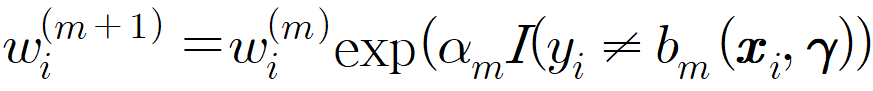 w_i^{(m+1)} = w_i^{(m)} exp(α_m I(y_i ≠ b_m(𝒙_i, 𝛄))